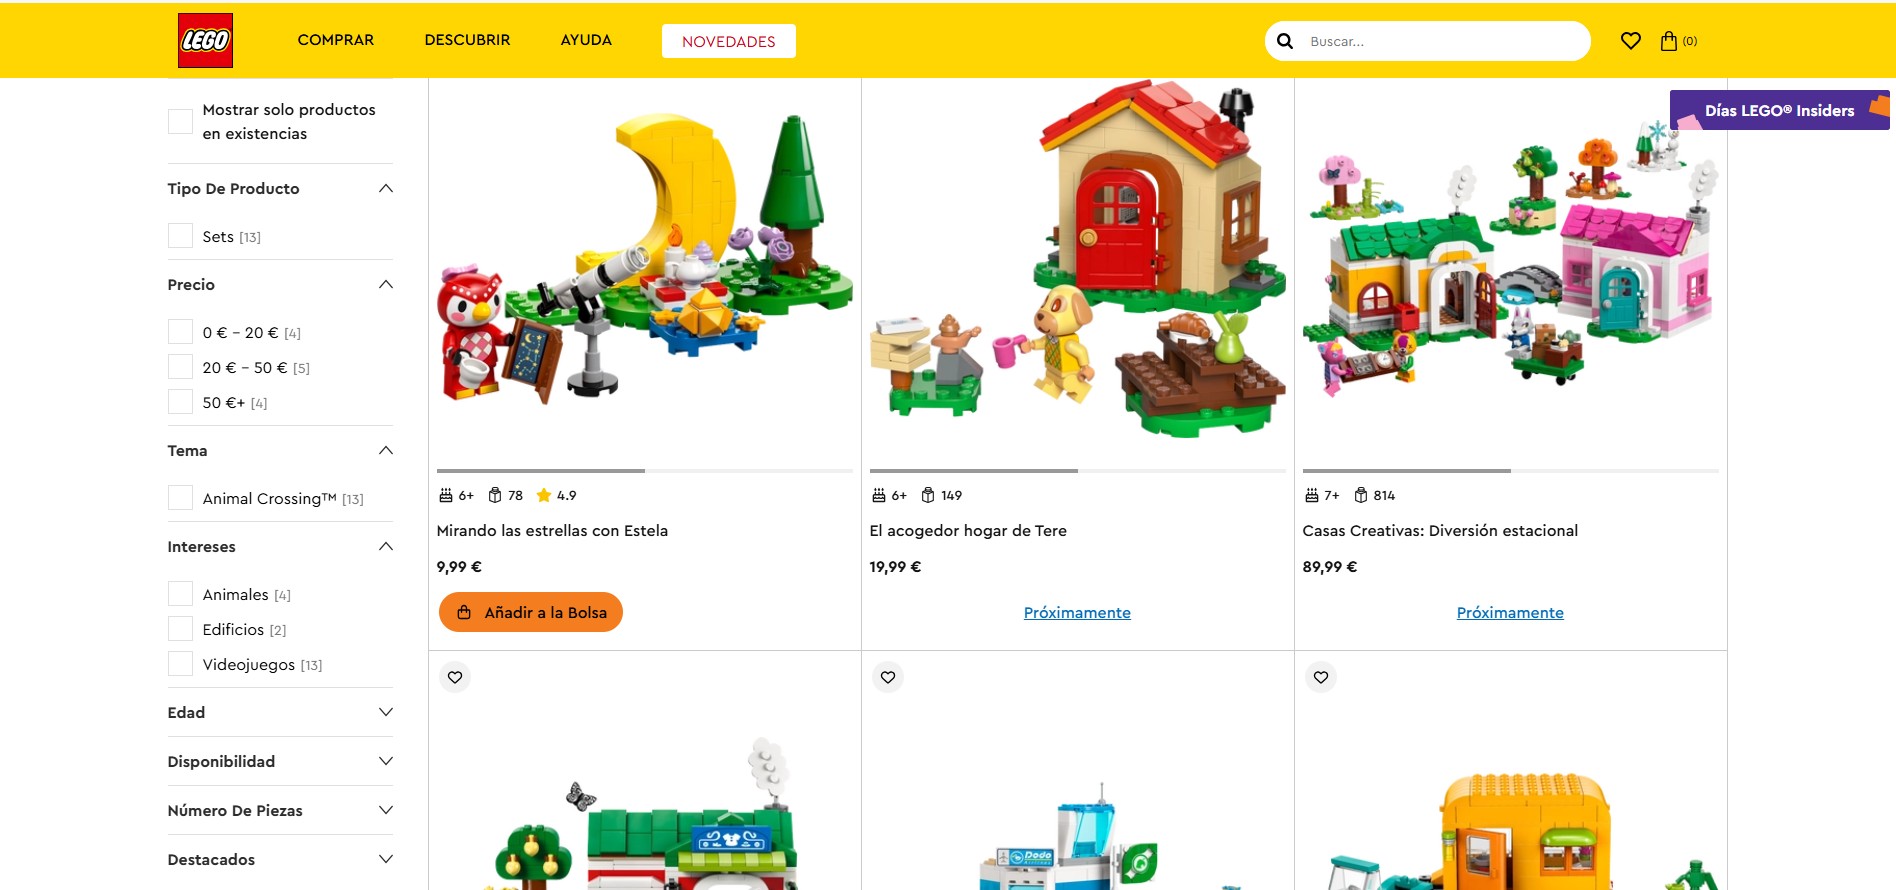 LEGO
COMPRAR
DESCUBRIR
AYUDA
NOVEDADES
Buscar...
(0)
Días LEGO® Insiders
Mostrar solo productos
en existencias
Tipo De Producto
Sets [13]
Precio
0 € - 20 € [4]
20 € - 50 € [5]
50 €+ [4]
Tema
Animal Crossing™ [13]
Intereses
Animales [4]
Edificios [2]
Videojuegos [13]
Edad
Disponibilidad
Número De Piezas
Destacados
6+ 78 4.9
Mirando las estrellas con Estela
9,99 €
Añadir a la Bolsa
6+ 149
El acogedor hogar de Tere
19,99 €
Próximamente
7+ 814
Casas Creativas: Diversión estacional
89,99 €
Próximamente
Dodo